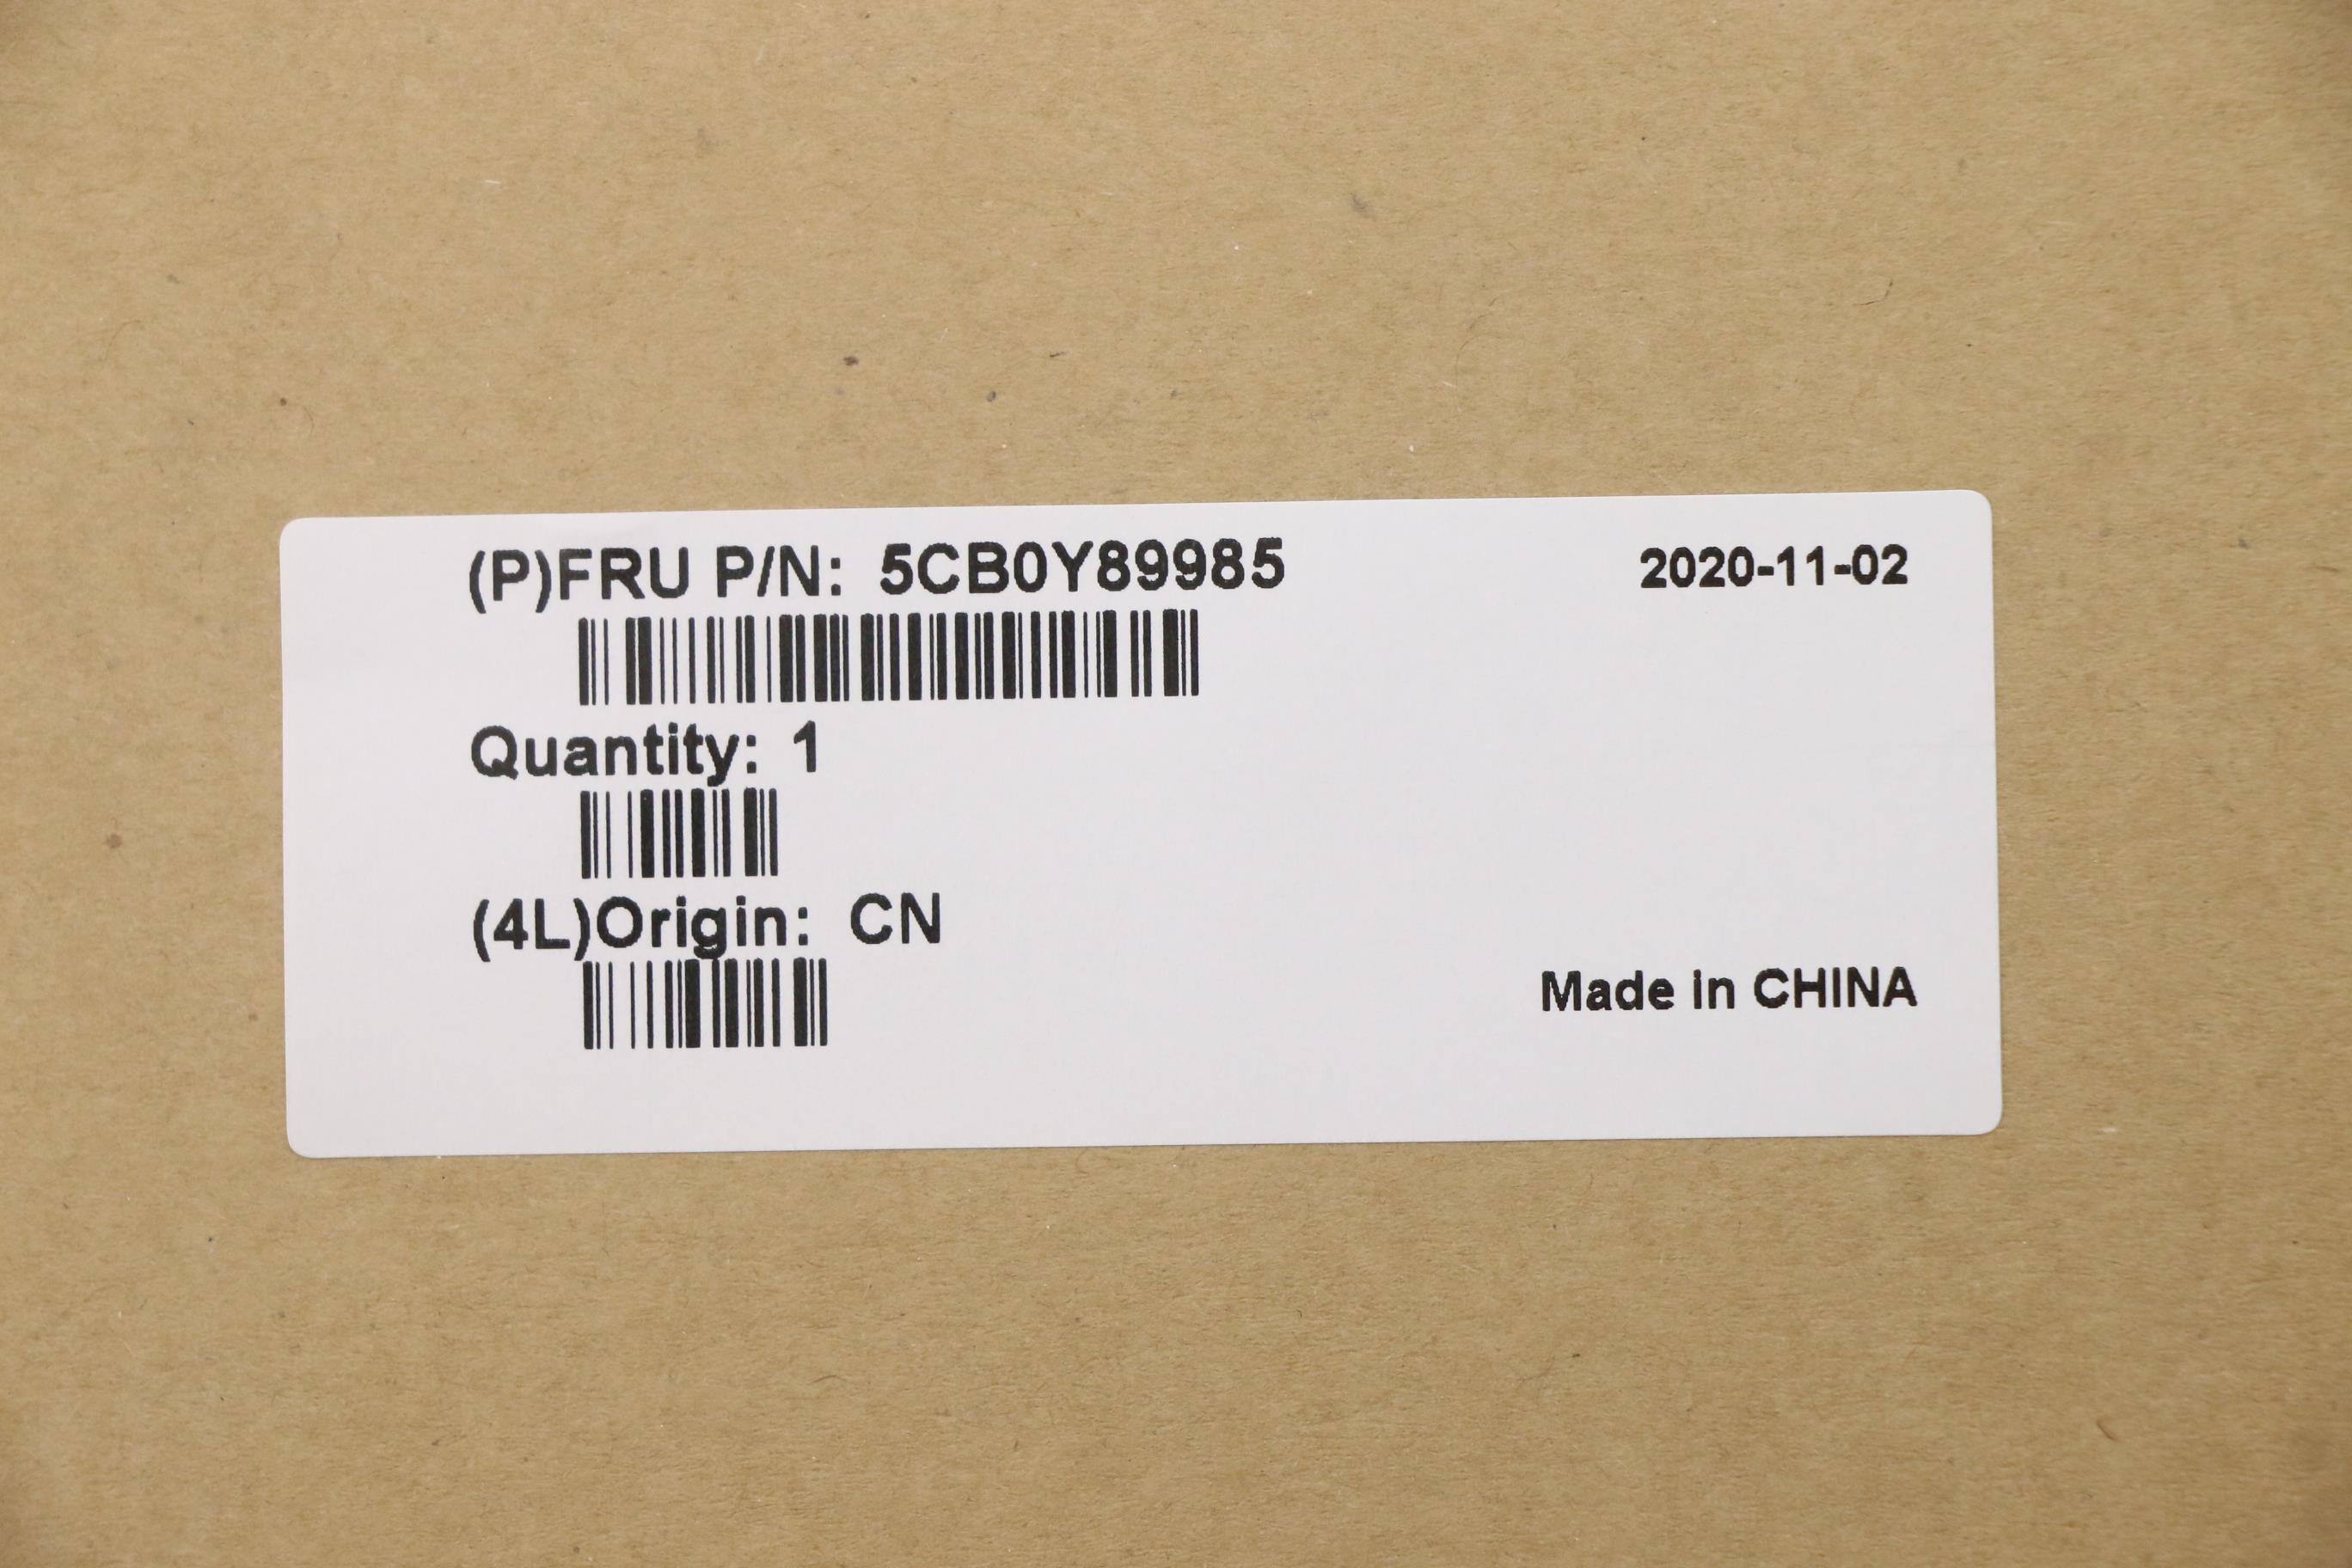 (P)FRU P/N: 5CB0Y89985
2020-11-02
Quantity: 1
(4L)Origin: CN
Made in CHINA